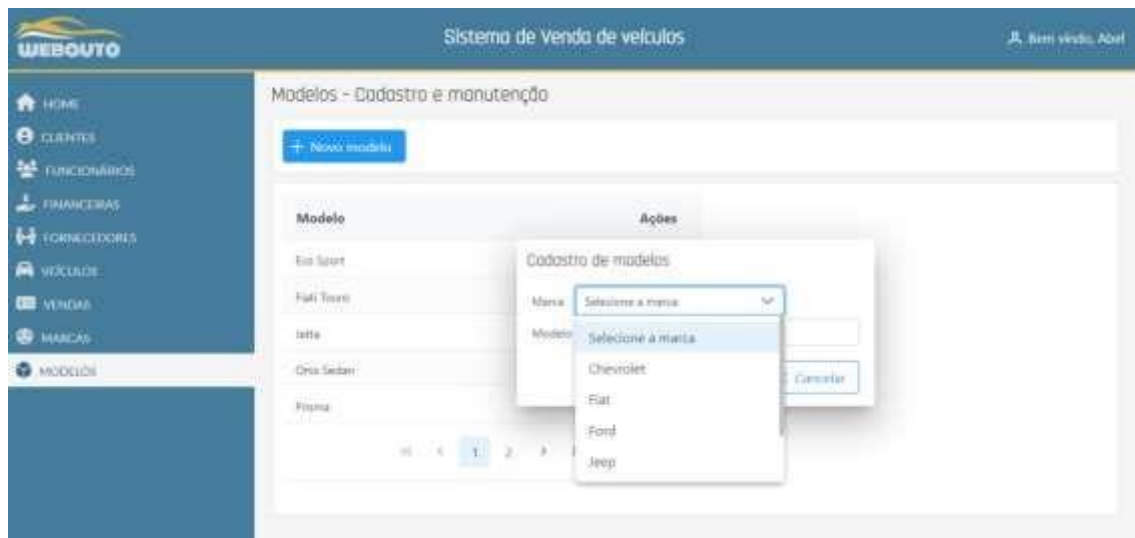 WEBOUTO
Sistema de Venda de veículos
Bem vindo, Abel
HOME
CLIENTES
FUNCIONÁRIOS
FINANCEIRAS
FORNECEDORES
VEÍCULOS
VENDAS
MARCAS
MODELOS
Modelos - Cadastro e manutenção
+ Novo modelo
Modelo Ações
Eco Sport
Fiat Touro
Jetta
Onix Sedan
Prisma
1 2
Cadastro de modelos
Marca Selecione a marca
Modelo
Selecione a marca
Chevrolet
Fiat
Ford
Jeep
Cancelar